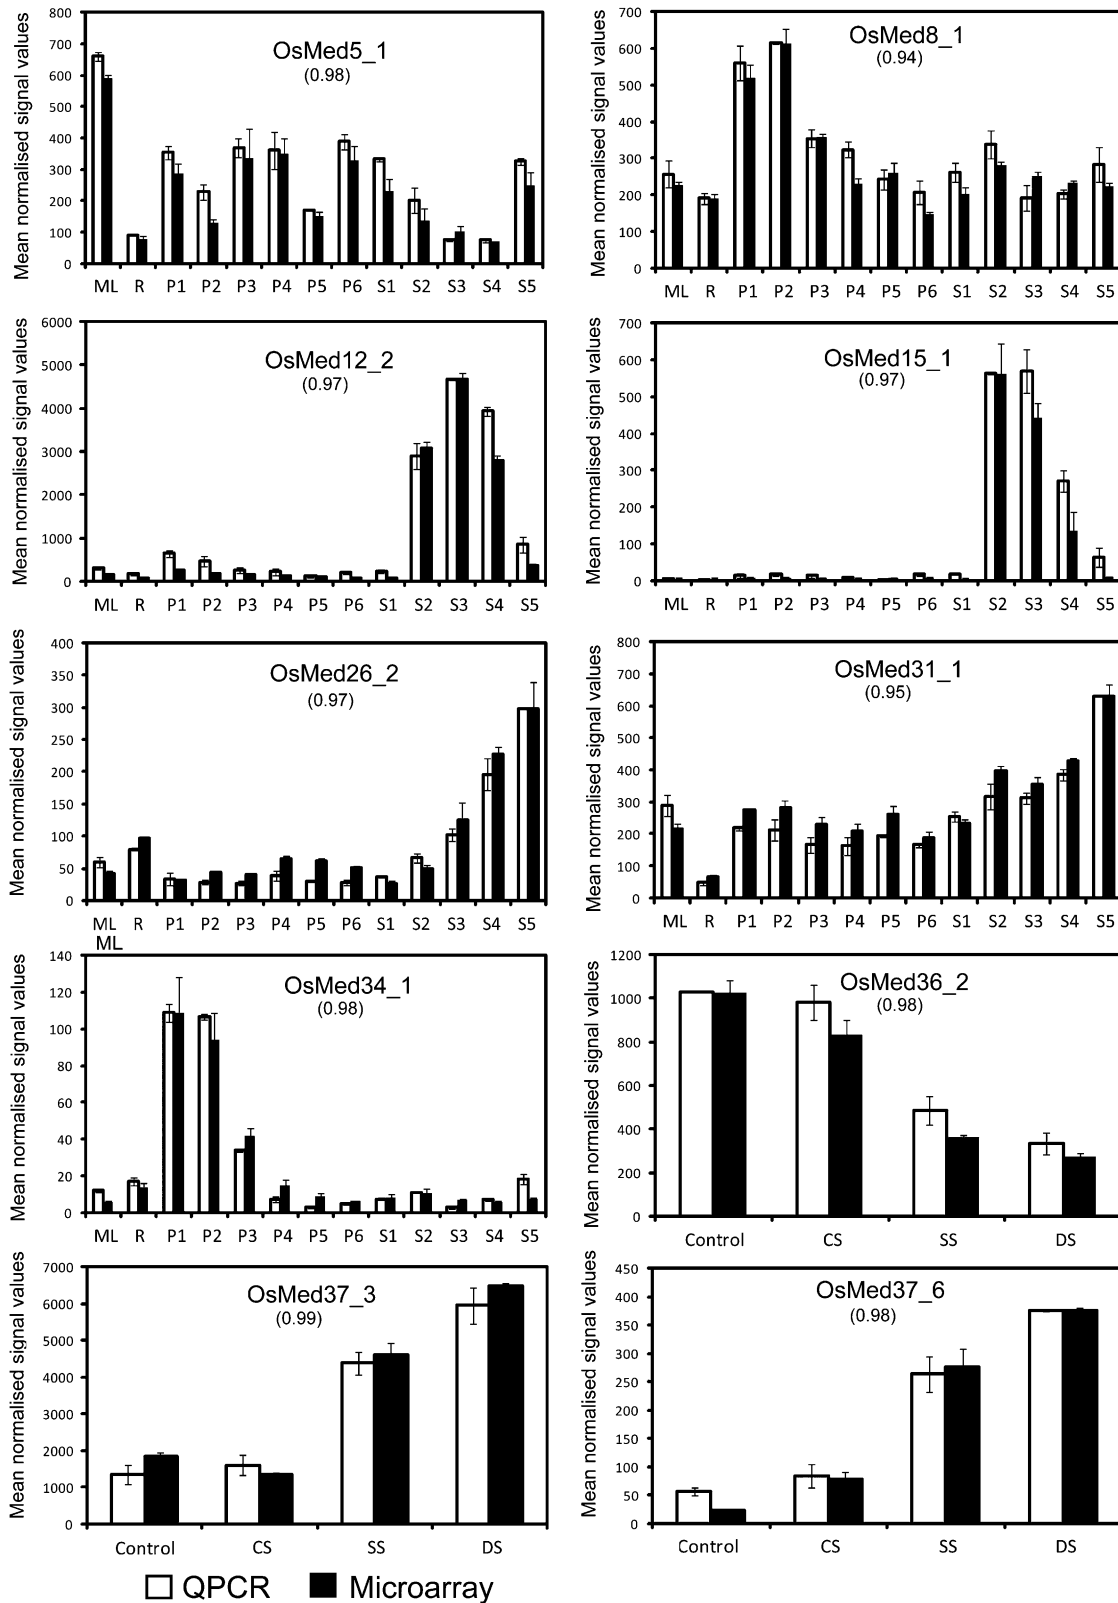 Mean normalised signal values
800
700
600
500
400
300
200
100
0
OsMed5_1
(0.98)
ML R P1 P2 P3 P4 P5 P6 S1 S2 S3 S4 S5
Mean normalised signal values
700
600
500
400
300
200
100
0
OsMed8_1
(0.94)
ML R P1 P2 P3 P4 P5 P6 S1 S2 S3 S4 S5
Mean normalised signal values
6000
5000
4000
3000
2000
1000
0
OsMed12_2
(0.97)
ML R P1 P2 P3 P4 P5 P6 S1 S2 S3 S4 S5
Mean normalised signal values
700
600
500
400
300
200
100
0
OsMed15_1
(0.97)
ML R P1 P2 P3 P4 P5 P6 S1 S2 S3 S4 S5
Mean normalised signal values
400
350
300
250
200
150
100
50
0
OsMed26_2
(0.97)
ML R P1 P2 P3 P4 P5 P6 S1 S2 S3 S4 S5
ML
Mean normalised signal values
800
700
600
500
400
300
200
100
0
OsMed31_1
(0.95)
ML R P1 P2 P3 P4 P5 P6 S1 S2 S3 S4 S5
Mean normalised signal values
140
120
100
80
60
40
20
0
OsMed34_1
(0.98)
ML R P1 P2 P3 P4 P5 P6 S1 S2 S3 S4 S5
Mean normalised signal values
1200
1000
800
600
400
200
0
OsMed36_2
(0.98)
Control CS SS DS
Mean normalised signal values
7000
6000
5000
4000
3000
2000
1000
0
OsMed37_3
(0.99)
Control CS SS DS
Mean normalised signal values
450
400
350
300
250
200
150
100
50
0
OsMed37_6
(0.98)
Control CS SS DS
QPCR Microarray